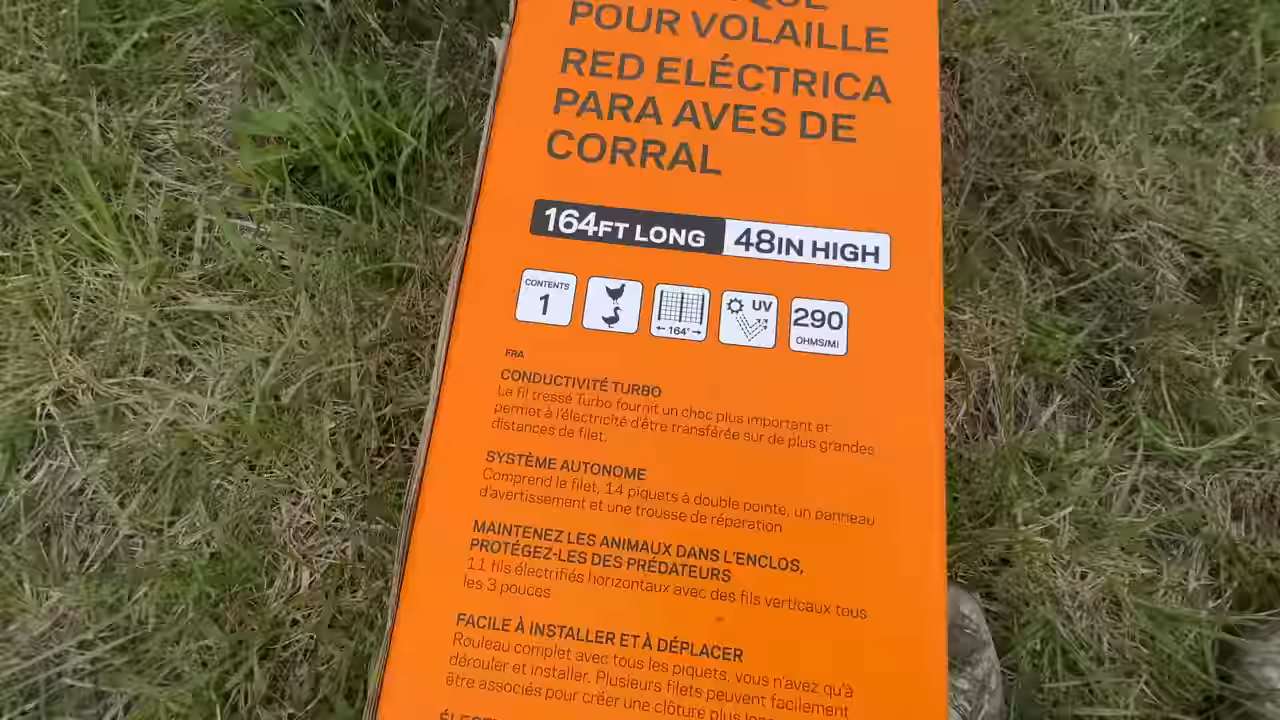 POUR VOLAILLE
RED ELÉCTRICA
PARA AVES DE
CORRAL
164FT LONG 48IN HIGH
CONTENTS
1
164'
UV
290
OHMS/MI
FRA
CONDUCTIVITÉ TURBO
Le fil tressé Turbo fournit un choc plus important et
permet à l'électricité d'être transférée sur de plus grandes
distances de filet.
SYSTÈME AUTONOME
Comprend le filet, 14 piquets à double pointe, un panneau
d'avertissement et une trousse de réparation
MAINTENEZ LES ANIMAUX DANS L'ENCLOS,
PROTÉGEZ-LES DES PRÉDATEURS
11 fils électrifiés horizontaux avec des fils verticaux tous
les 3 pouces
FACILE À INSTALLER ET À DÉPLACER
Rouleau complet avec tous les piquets, vous n'avez qu'à
dérouler et installer. Plusieurs filets peuvent facilement
être associés pour créer une clôture plus